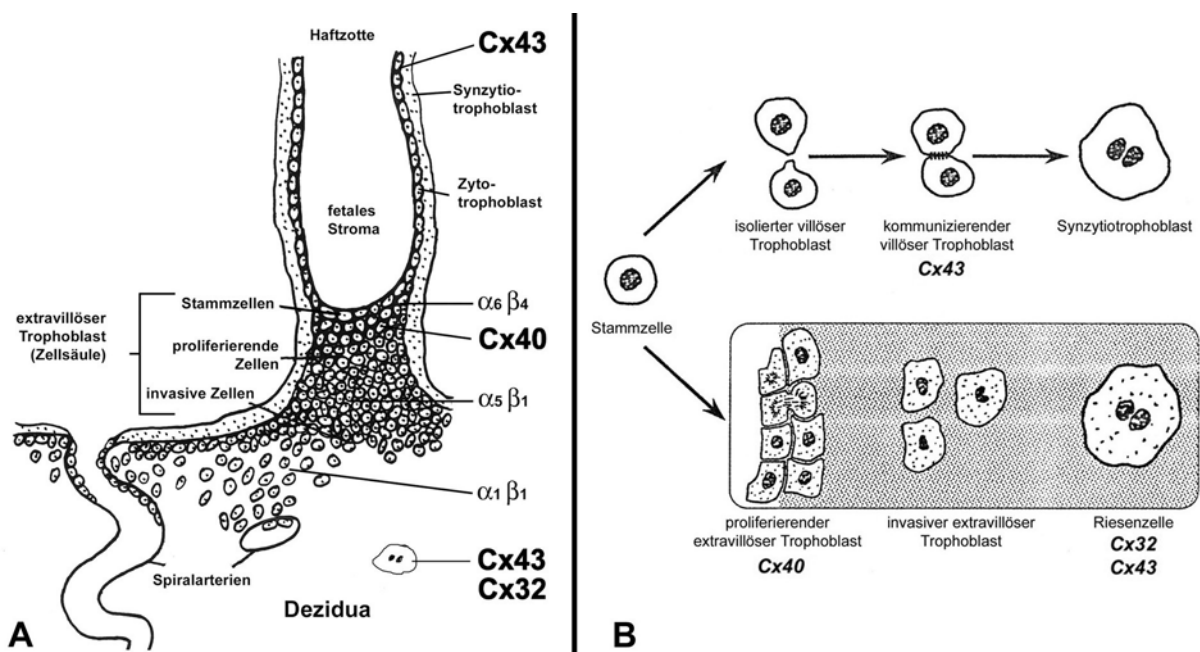 Haftzotte
Cx43
Synzytio-
trophoblast
Zyto-
trophoblast
fetales
Stroma
Stammzellen
α6 β4
extravillöser
Trophoblast
(Zellsäule)
Cx40
proliferierende
Zellen
invasive Zellen
α5 β1
α1 β1
Spiralarterien
Cx43
Cx32
Dezidua
A
isolierter villöser
Trophoblast
kommunizierender
villöser Trophoblast
Cx43
Synzytiotrophoblast
Stammzelle
proliferierender
extravillöser Trophoblast
Cx40
invasiver extravillöser
Trophoblast
Riesenzelle
Cx32
Cx43
B